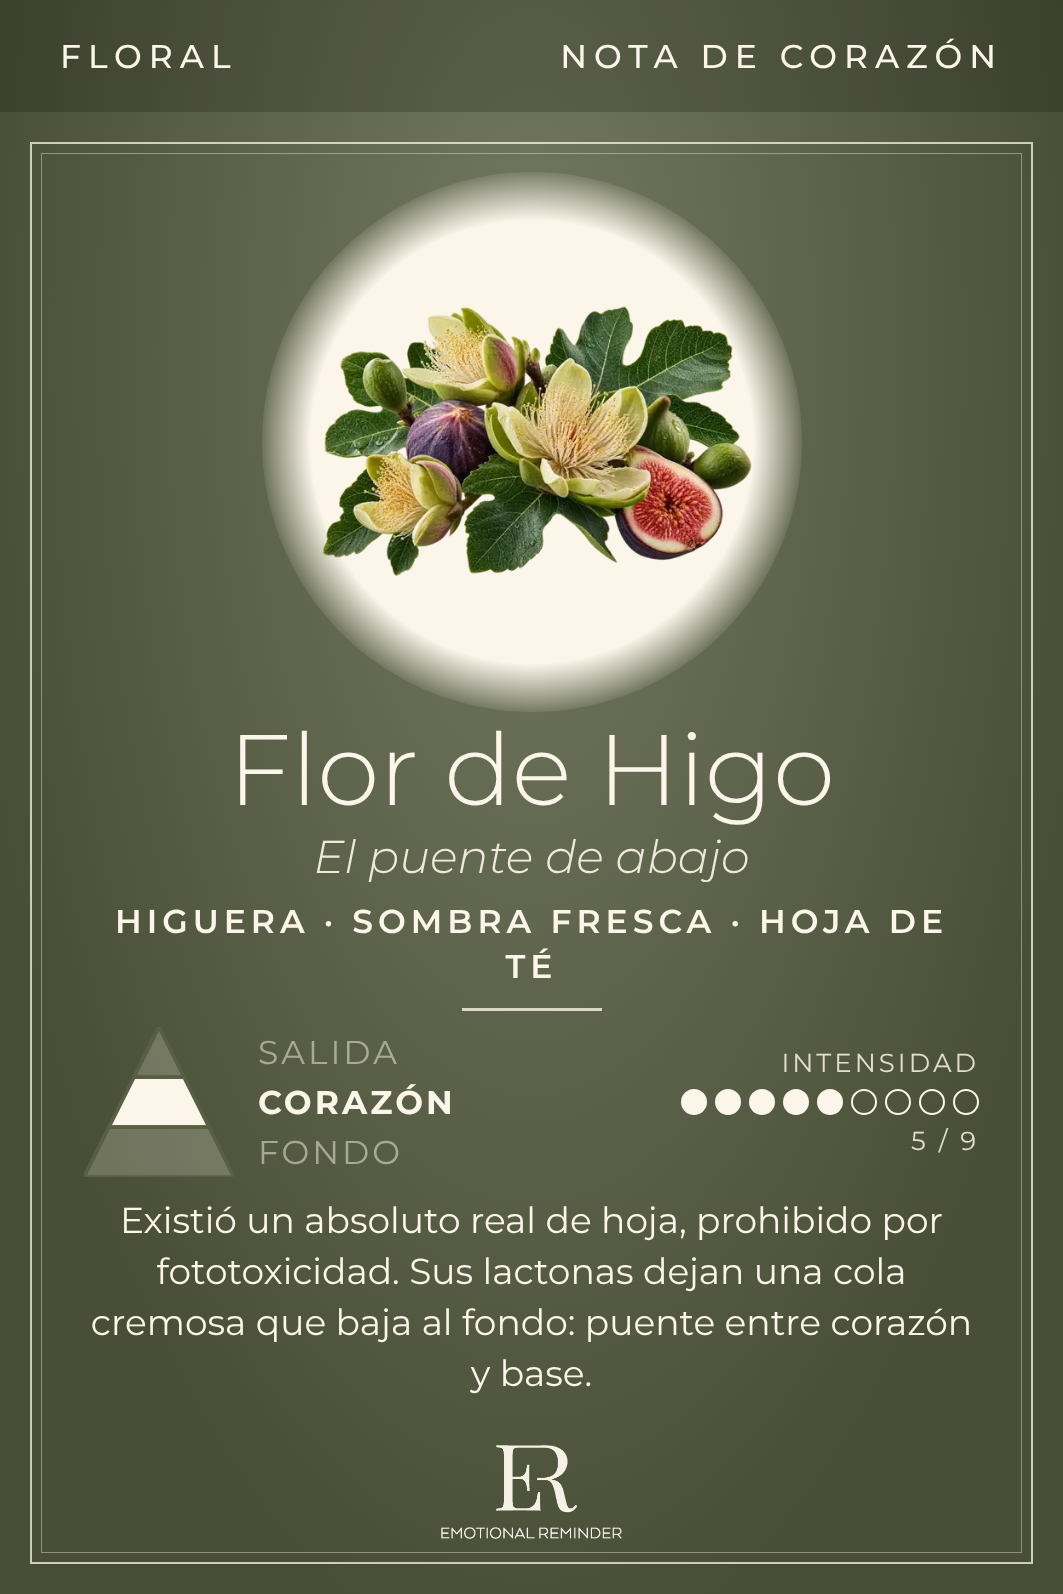 FLORAL
NOTA DE CORAZÓN
Flor de Higo
El puente de abajo
HIGUERA · SOMBRA FRESCA · HOJA DE
TÉ
SALIDA
CORAZÓN
FONDO
INTENSIDAD
5 / 9
Existió un absoluto real de hoja, prohibido por
fototoxicidad. Sus lactonas dejan una cola
cremosa que baja al fondo: puente entre corazón
y base.
ER
EMOTIONAL REMINDER